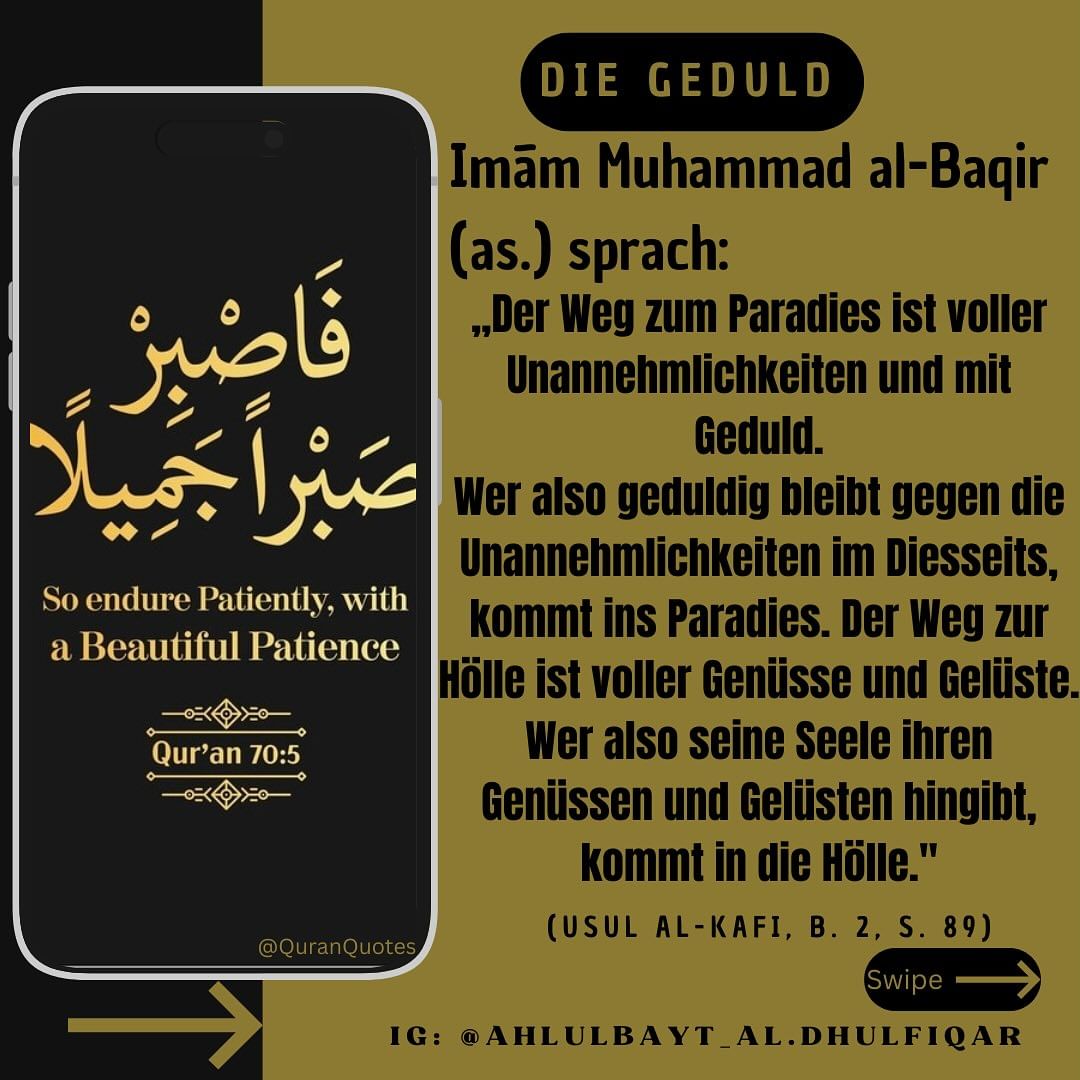 DIE GEDULD
Imām Muhammad al-Baqir
(as.) sprach:
„Der Weg zum Paradies ist voller
Unannehmlichkeiten und mit
Geduld.
Wer also geduldig bleibt gegen die
Unannehmlichkeiten im Diesseits,
kommt ins Paradies. Der Weg zur
Hölle ist voller Genüsse und Gelüste.
Wer also seine Seele ihren
Genüssen und Gelüsten hingibt,
kommt in die Hölle."
(USUL AL-KAFI, B. 2, S. 89)
فَاصْبِرْ
صَبْراً جَمِيلًا
So endure Patiently, with
a Beautiful Patience
Qur'an 70:5
@QuranQuotes
Swipe
IG: @AHLULBAYT_AL.DHULFIQAR